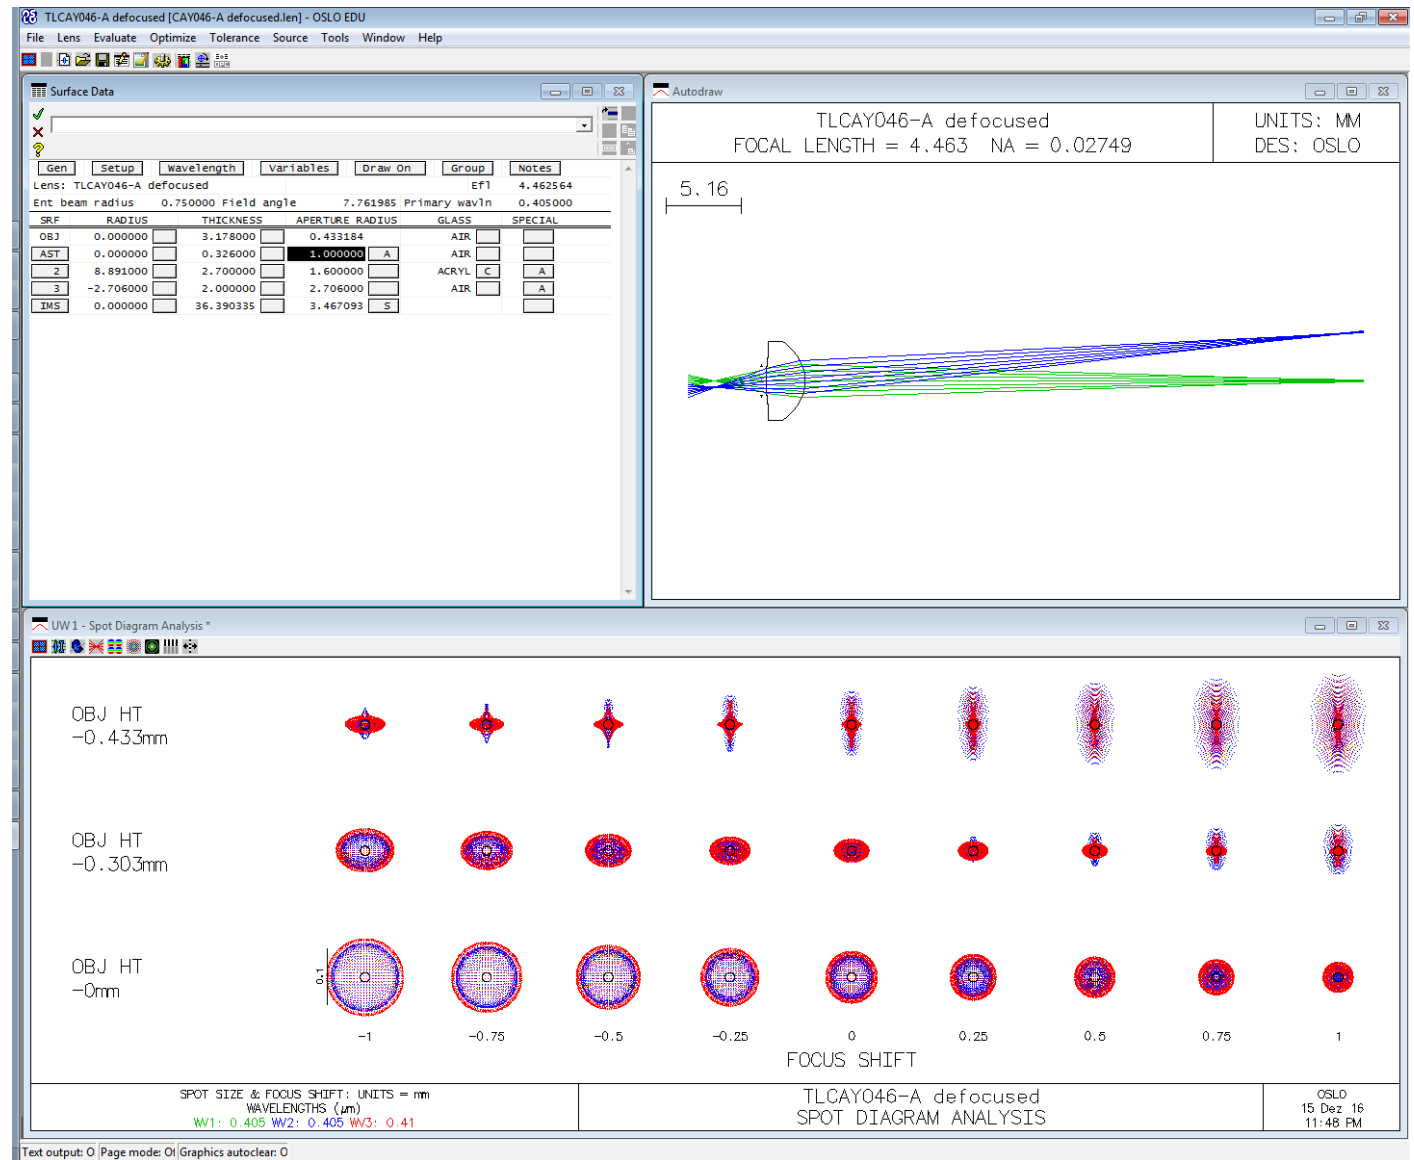 TLCAY046-A defocused [CAY046-A defocused.len] - OSLO EDU
File Lens Evaluate Optimize Tolerance Source Tools Window Help
Surface Data
Gen Setup Wavelength Variables Draw On Group Notes
Lens: TLCAY046-A defocused Efl 4.462564
Ent beam radius 0.750000 Field angle 7.761985 Primary wavln 0.405000
SRF RADIUS THICKNESS APERTURE RADIUS GLASS SPECIAL
OBJ 0.000000 3.178000 0.433184 AIR
AST 0.000000 0.326000 1.000000 A AIR
2 8.891000 2.700000 1.600000 ACRYL C A
3 -2.706000 2.000000 2.706000 AIR A
IMS 0.000000 36.390335 3.467093 S
Autodraw
TLCAY046-A defocused
FOCAL LENGTH = 4.463 NA = 0.02749
UNITS: MM
DES: OSLO
5.16
UW 1 - Spot Diagram Analysis *
OBJ HT
-0.433mm
OBJ HT
-0.303mm
OBJ HT
-0mm
0.1
-1 -0.75 -0.5 -0.25 0 0.25 0.5 0.75 1
FOCUS SHIFT
SPOT SIZE & FOCUS SHIFT: UNITS = mm
WAVELENGTHS (μm)
WV1: 0.405 WV2: 0.405 WV3: 0.41
TLCAY046-A defocused
SPOT DIAGRAM ANALYSIS
OSLO
15 Dez 16
11:48 PM
Text output: O Page mode: Of Graphics autoclear: O